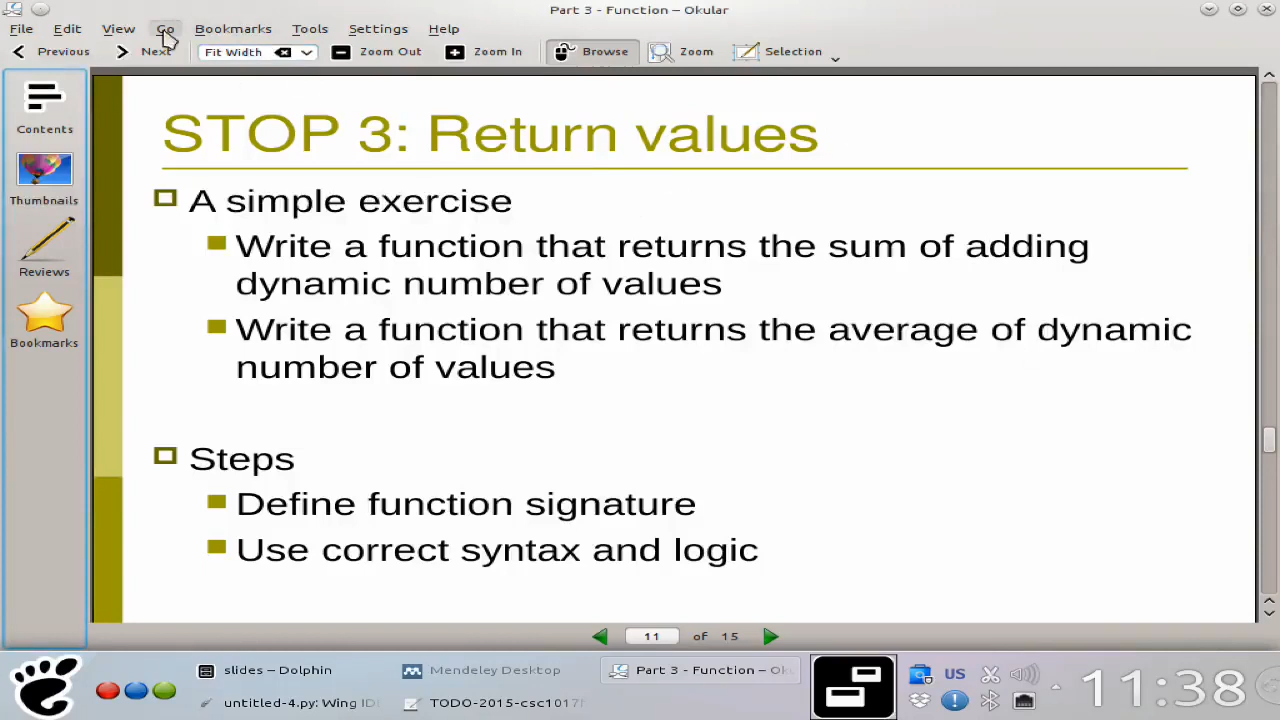 Part 3 - Function – Okular
File Edit View Go Bookmarks Tools Settings Help
Previous Next Fit Width Zoom Out Zoom In Browse Zoom Selection
Contents
Thumbnails
Reviews
Bookmarks
STOP 3: Return values
A simple exercise
Write a function that returns the sum of adding
dynamic number of values
Write a function that returns the average of dynamic
number of values
Steps
Define function signature
Use correct syntax and logic
11 of 15
slides – Dolphin Mendeley Desktop Part 3 - Function – Ok
untitled-4.py: Wing ID TODO-2015-csc1017
US
11:38